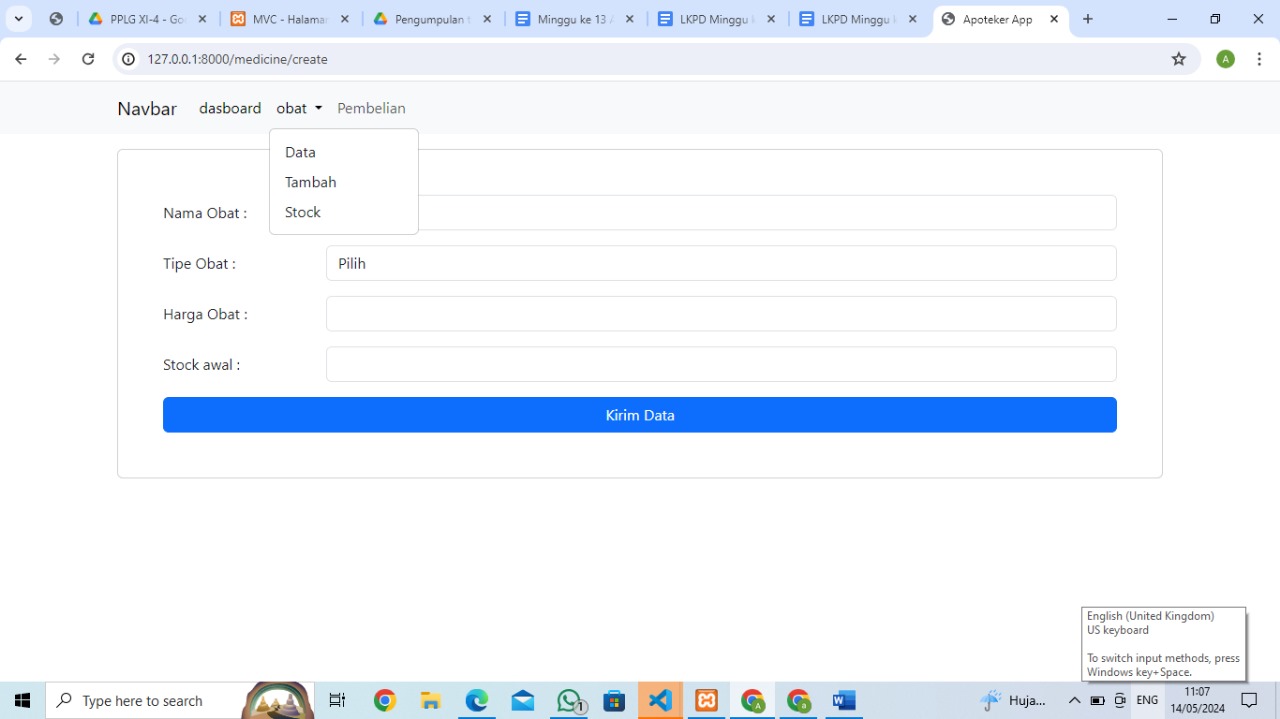 PPLG XI-4 - Go
MVC - Halaman
Pengumpulan t
Minggu ke 13
LKPD Minggu k
LKPD Minggu k
Apoteker App
127.0.0.1:8000/medicine/create
A
Navbar
dasboard
obat
Pembelian
Data
Tambah
Stock
Nama Obat :
Tipe Obat :
Pilih
Harga Obat :
Stock awal :
Kirim Data
English (United Kingdom)
US keyboard
To switch input methods, press
Windows key+Space.
Type here to search
1
A
a
W
Huja...
ENG
11:07
14/05/2024